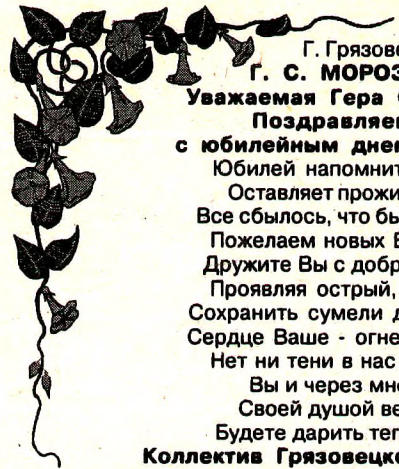 Г. Грязове
Г. С. МОРОЗ
Уважаемая Гера
Поздравляе
с юбилейным дне
Юбилей напомнит
Оставляет прожи
Все сбылось, что бы
Пожелаем новых В
Дружите Вы с добр
Проявляя острый,
Сохранить сумели д
Сердце Ваше - огне
Нет ни тени в нас
Вы и через мн
Своей душой ве
Будете дарить теп
Коллектив Грязовецк